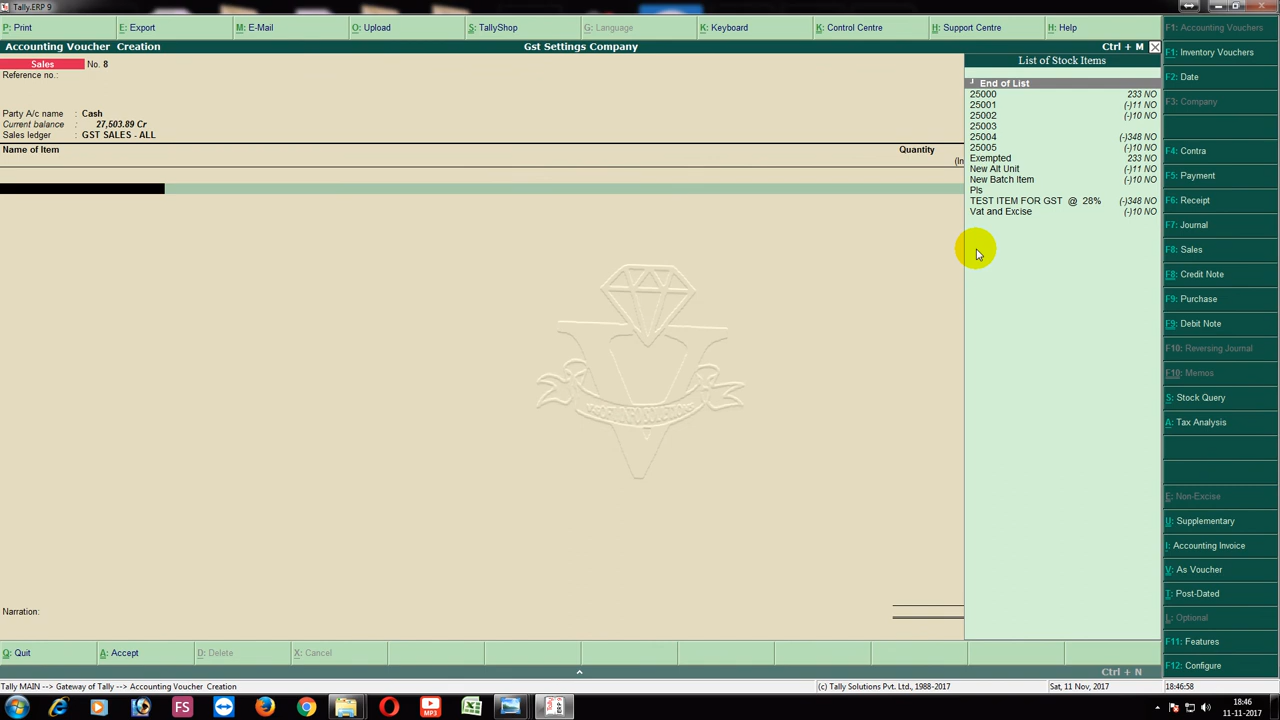 Tally.ERP 9
P: Print E: Export M: E-Mail O: Upload S: TallyShop G: Language K: Keyboard K: Control Centre H: Support Centre H: Help
Accounting Voucher Creation Gst Settings Company Ctrl + M
Sales No. 8
Reference no.:
Party A/c name : Cash
Current balance : 27,503.89 Cr
Sales ledger : GST SALES - ALL
Name of Item Quantity
(In
List of Stock Items
End of List
25000 233 NO
25001 (-)11 NO
25002 (-)10 NO
25003
25004 (-)348 NO
25005 (-)10 NO
Exempted 233 NO
New Alt Unit (-)11 NO
New Batch Item (-)10 NO
Pls
TEST ITEM FOR GST @ 28% (-)348 NO
Vat and Excise (-)10 NO
F1: Accounting Vouchers
F1: Inventory Vouchers
F2: Date
F3: Company
F4: Contra
F5: Payment
F6: Receipt
F7: Journal
F8: Sales
F8: Credit Note
F9: Purchase
F9: Debit Note
F10: Reversing Journal
F10: Memos
S: Stock Query
A: Tax Analysis
E: Non-Excise
U: Supplementary
I: Accounting Invoice
V: As Voucher
T: Post-Dated
L: Optional
F11: Features
F12: Configure
Narration:
Q: Quit A: Accept D: Delete X: Cancel
Ctrl + N
Tally MAIN --> Gateway of Tally --> Accounting Voucher Creation (c) Tally Solutions Pvt. Ltd., 1988-2017 Sat, 11 Nov, 2017 18:46:58
FS MP3 Tally ERP 9 18:46
11-11-2017